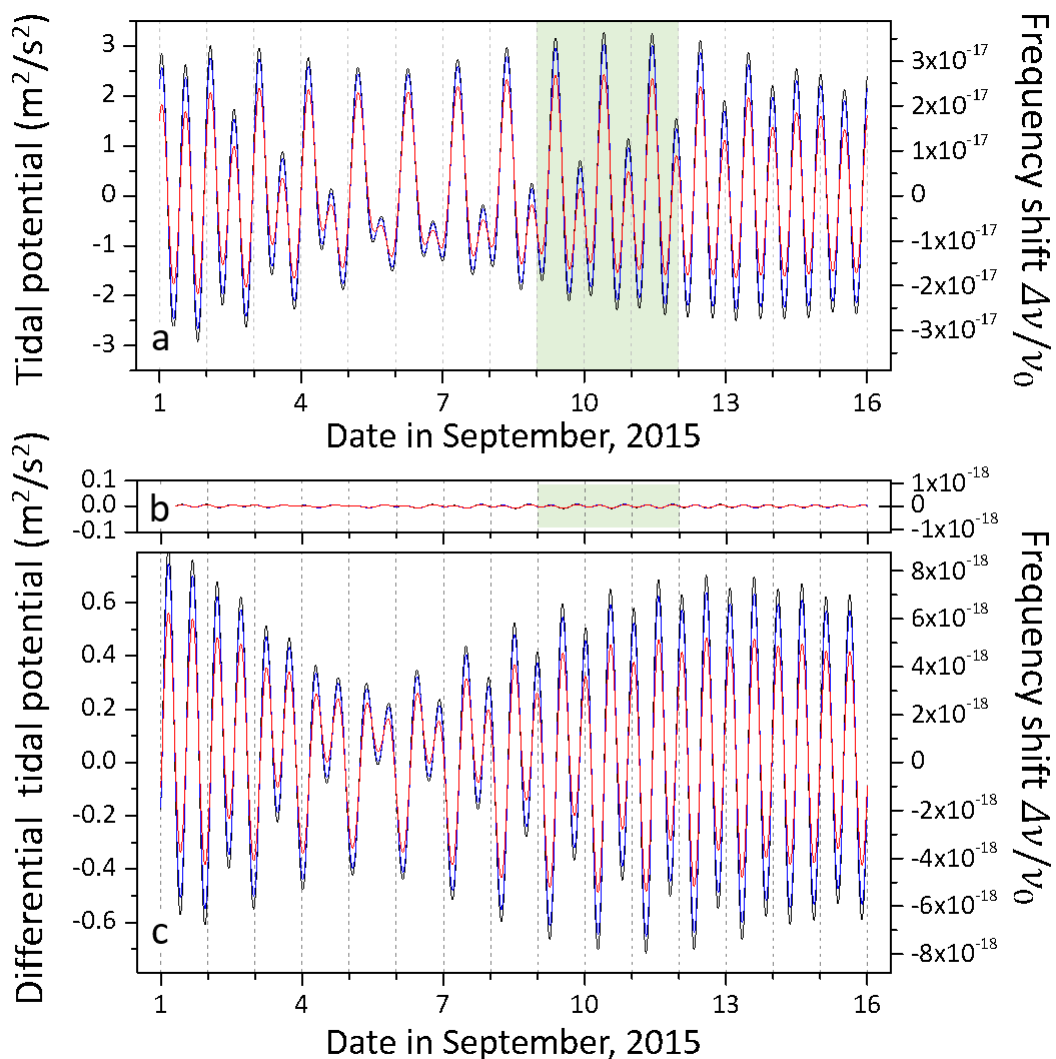 Tidal potential (m²/s²)
3
2
1
0
-1
-2
-3
a
3x10⁻¹⁷
2x10⁻¹⁷
1x10⁻¹⁷
0
-1x10⁻¹⁷
-2x10⁻¹⁷
-3x10⁻¹⁷
Frequency shift Δν/ν₀
1 4 7 10 13 16
Date in September, 2015
Differential tidal potential (m²/s²)
0.1
0.0
-0.1
b
1x10⁻¹⁸
0
-1x10⁻¹⁸
0.6
0.4
0.2
0.0
-0.2
-0.4
-0.6
c
8x10⁻¹⁸
6x10⁻¹⁸
4x10⁻¹⁸
2x10⁻¹⁸
0
-2x10⁻¹⁸
-4x10⁻¹⁸
-6x10⁻¹⁸
-8x10⁻¹⁸
Frequency shift Δν/ν₀
1 4 7 10 13 16
Date in September, 2015